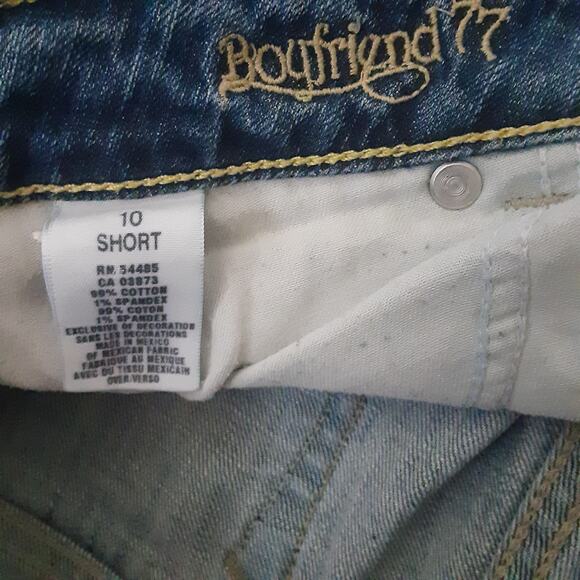 Boyfriend '77
10
SHORT
RN 54485
CA 03873
99% COTTON
1% SPANDEX
99% COTON
1% SPANDEX
EXCLUSIVE OF DECORATION
SANS LES DECORATIONS
MADE IN MEXICO
OF MEXICAN FABRIC
FABRIQUE AU MEXIQUE
AVEC DU TISSU MEXICAIN
OVER/VERSO